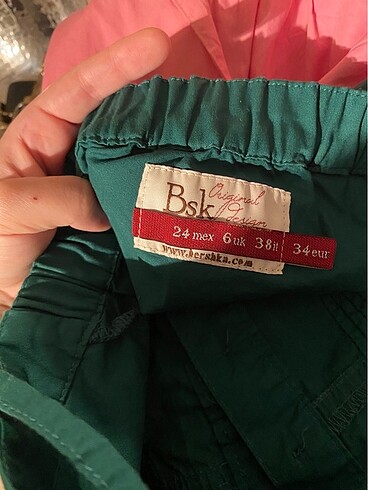 Bsk Original
Design
24 mex 6 uk 38 it 34 eur
www.bershka.com